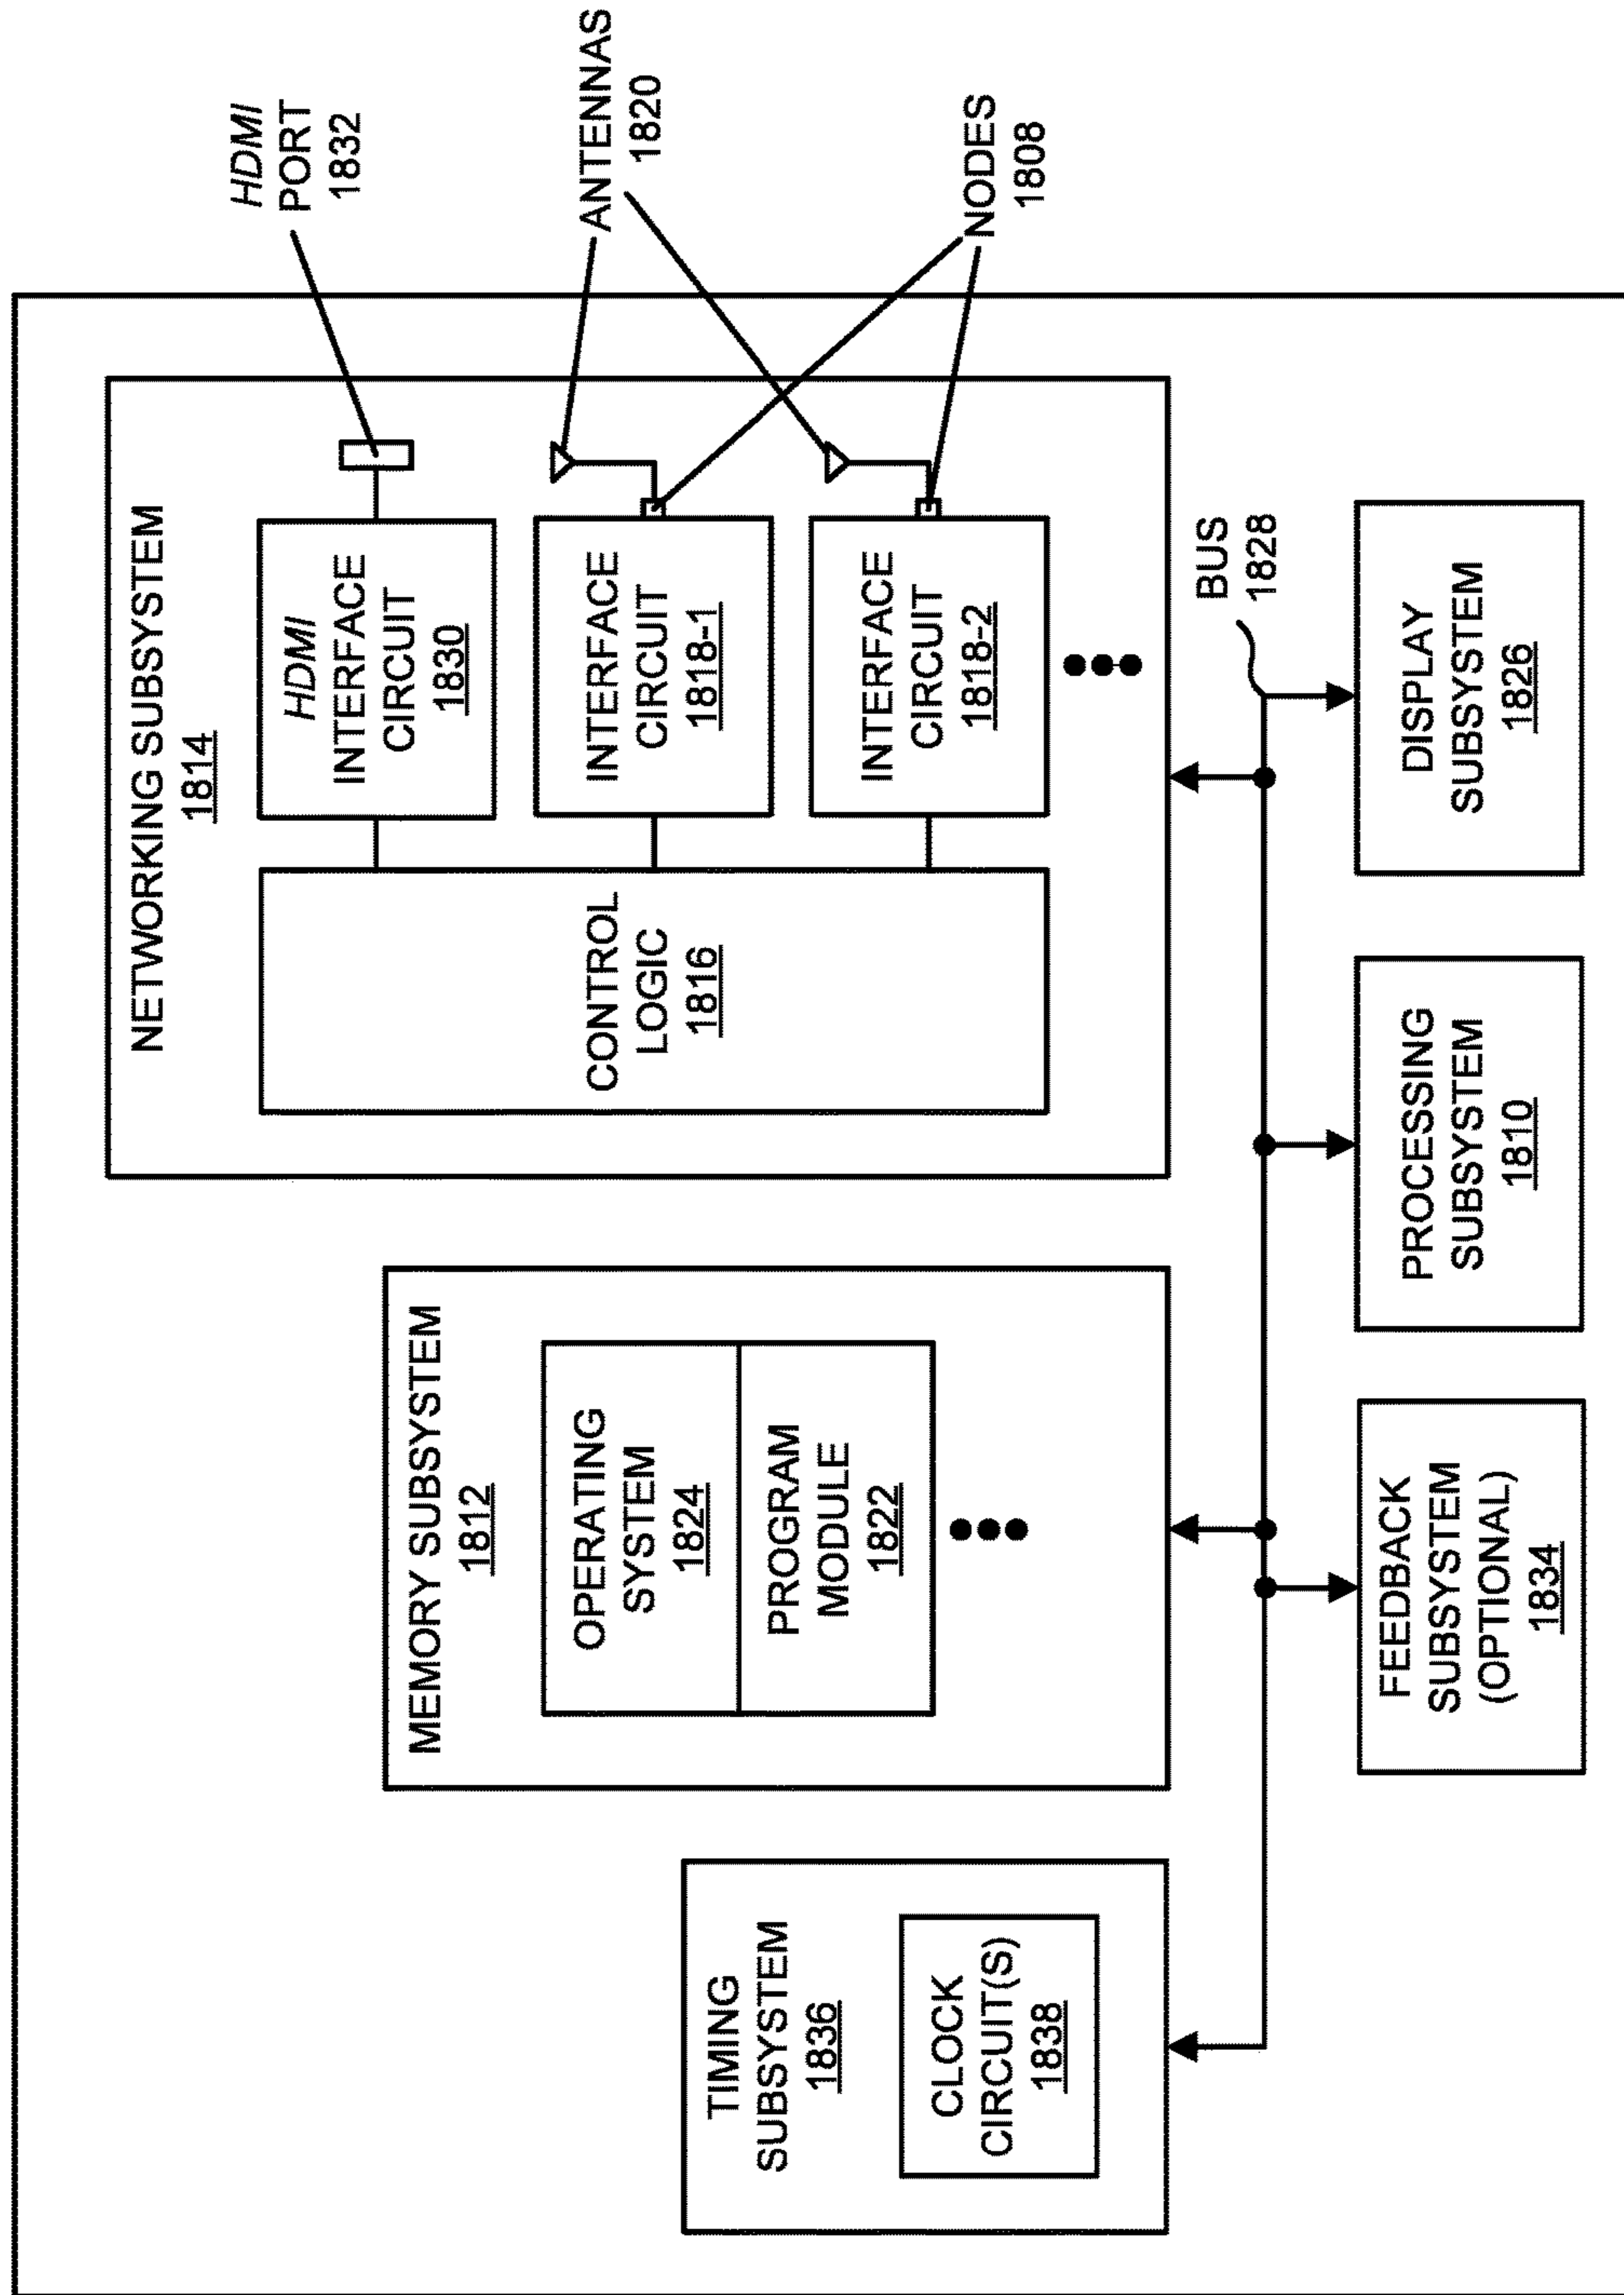 TIMING
SUBSYSTEM
1836
CLOCK
CIRCUIT(S)
1838
MEMORY SUBSYSTEM
1812
OPERATING
SYSTEM
1824
PROGRAM
MODULE
1822
NETWORKING SUBSYSTEM
1814
CONTROL
LOGIC
1816
HDMI
INTERFACE
CIRCUIT
1830
INTERFACE
CIRCUIT
1818-1
INTERFACE
CIRCUIT
1818-2
HDMI
PORT
1832
ANTENNAS
1820
NODES
1808
BUS
1828
FEEDBACK
SUBSYSTEM
(OPTIONAL)
1834
PROCESSING
SUBSYSTEM
1810
DISPLAY
SUBSYSTEM
1826